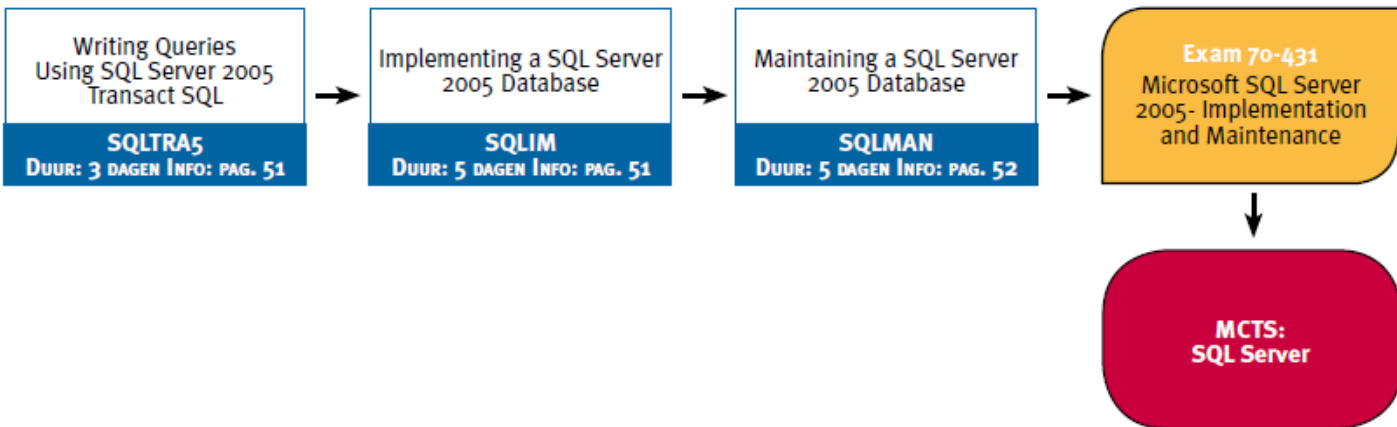 Writing Queries
Using SQL Server 2005
Transact SQL
SQLTRA5
Duur: 3 dagen Info: pag. 51
Implementing a SQL Server
2005 Database
SQLIM
Duur: 5 dagen Info: pag. 51
Maintaining a SQL Server
2005 Database
SQLMAN
Duur: 5 dagen Info: pag. 52
Exam 70-431
Microsoft SQL Server
2005- Implementation
and Maintenance
MCTS:
SQL Server